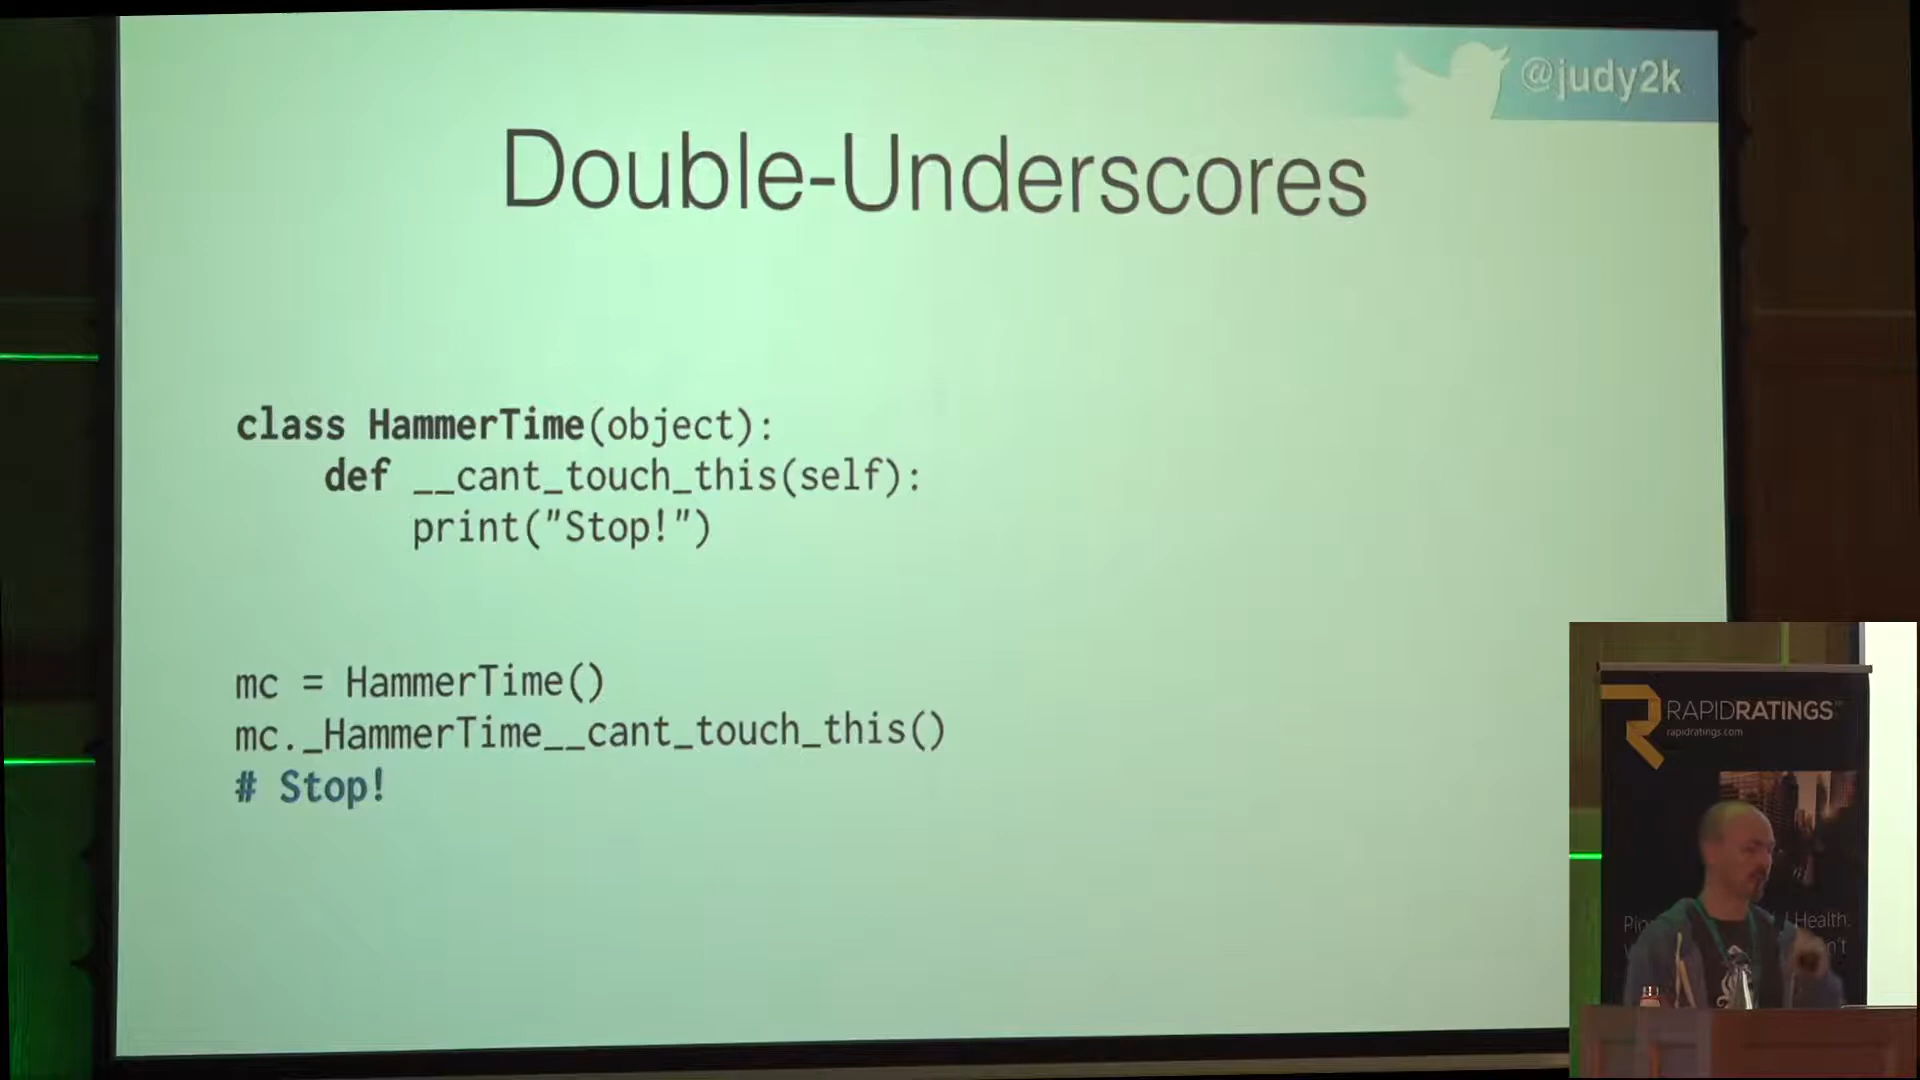 @judy2k
Double-Underscores
class HammerTime(object):
    def __cant_touch_this(self):
        print("Stop!")
mc = HammerTime()
mc._HammerTime__cant_touch_this()
# Stop!
RAPIDRATINGS
rapidratings.com
Health.